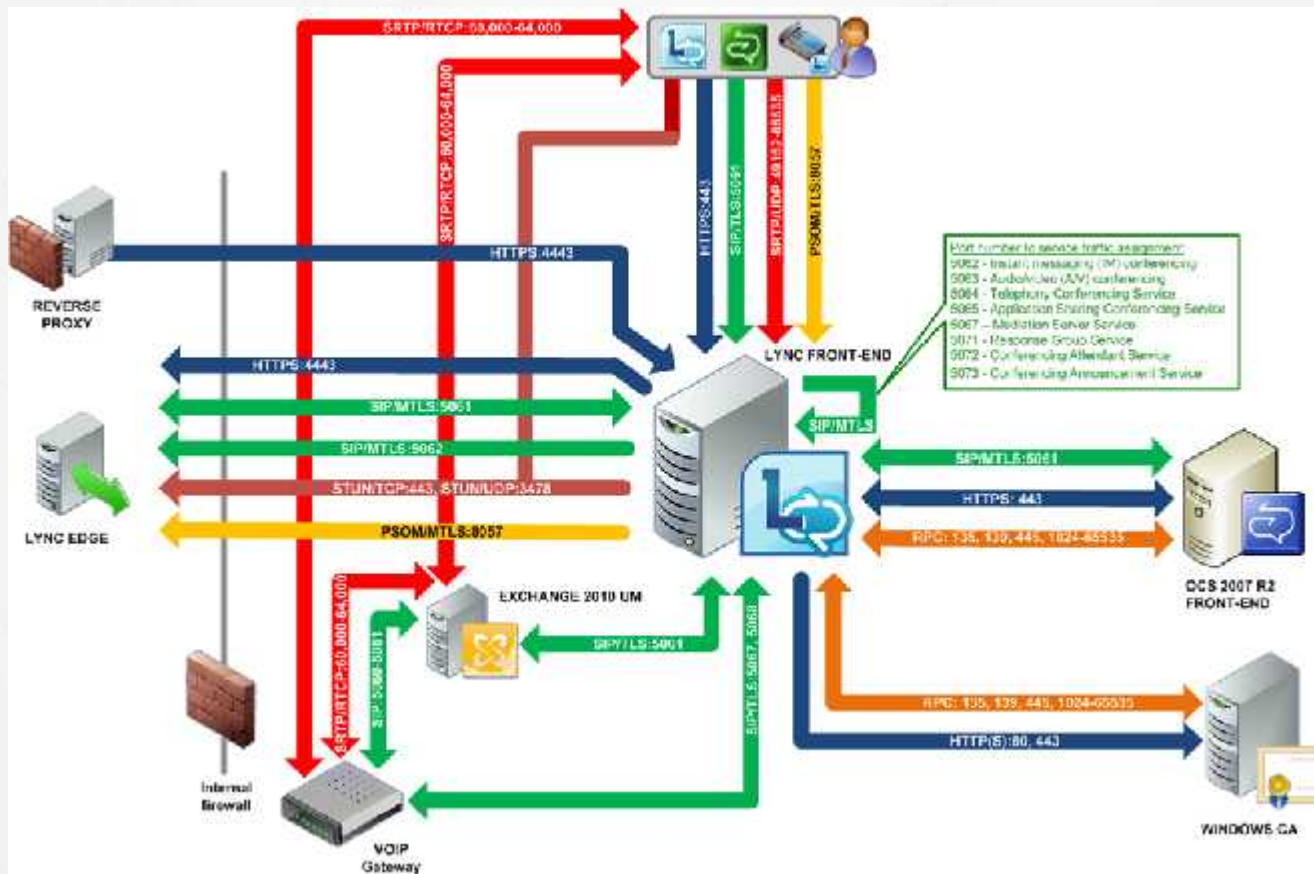 SRTP/RTCP:60,000-64,000
SRTP/RTCP:60,000-64,000
HTTPS:443
SIP/TLS:5061
SRTP/UDP:49152-65535
PSOM/TLS:8057
HTTPS:4443
REVERSE
PROXY
Port number to service traffic assignment:
5062 - Instant messaging (IM) conferencing
5063 - Audio/video (A/V) conferencing
5064 - Telephony Conferencing Service
5065 - Application Sharing Conferencing Service
5067 - Mediation Server Service
5071 - Response Group Service
5072 - Conferencing Attendant Service
5073 - Conferencing Announcement Service
LYNC FRONT-END
HTTPS:4443
SIP/MTLS:5061
SIP/MTLS
SIP/MTLS:5062
SIP/MTLS:5061
STUN/TCP:443, STUN/UDP:3478
HTTPS: 443
LYNC EDGE
PSOM/MTLS:8057
RPC: 135, 139, 445, 1024-65535
OCS 2007 R2
FRONT-END
EXCHANGE 2010 UM
SRTP/RTCP:60,000-64,000
SIP:5060-5061
SIP/TLS:5061
SIP/TLS:5067, 5068
RPC: 135, 139, 445, 1024-65535
HTTP(S):80, 443
Internal
firewall
WINDOWS CA
VOIP
Gateway